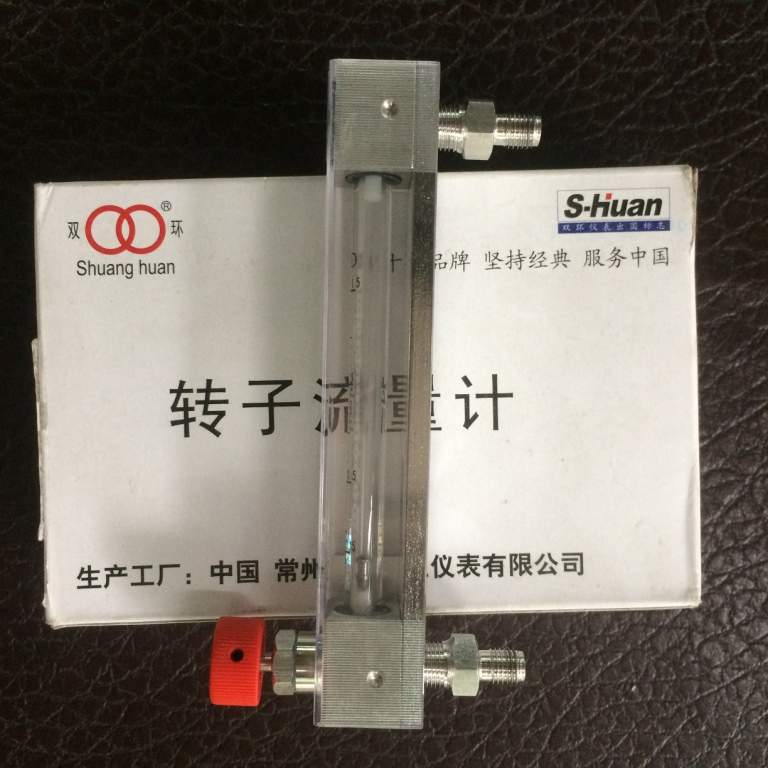 双 ® 环
Shuang huan
S-Huan
双环仪表出国标志
品牌 坚持经典 服务中国
转子流量计
生产工厂：中国 常州 仪表有限公司